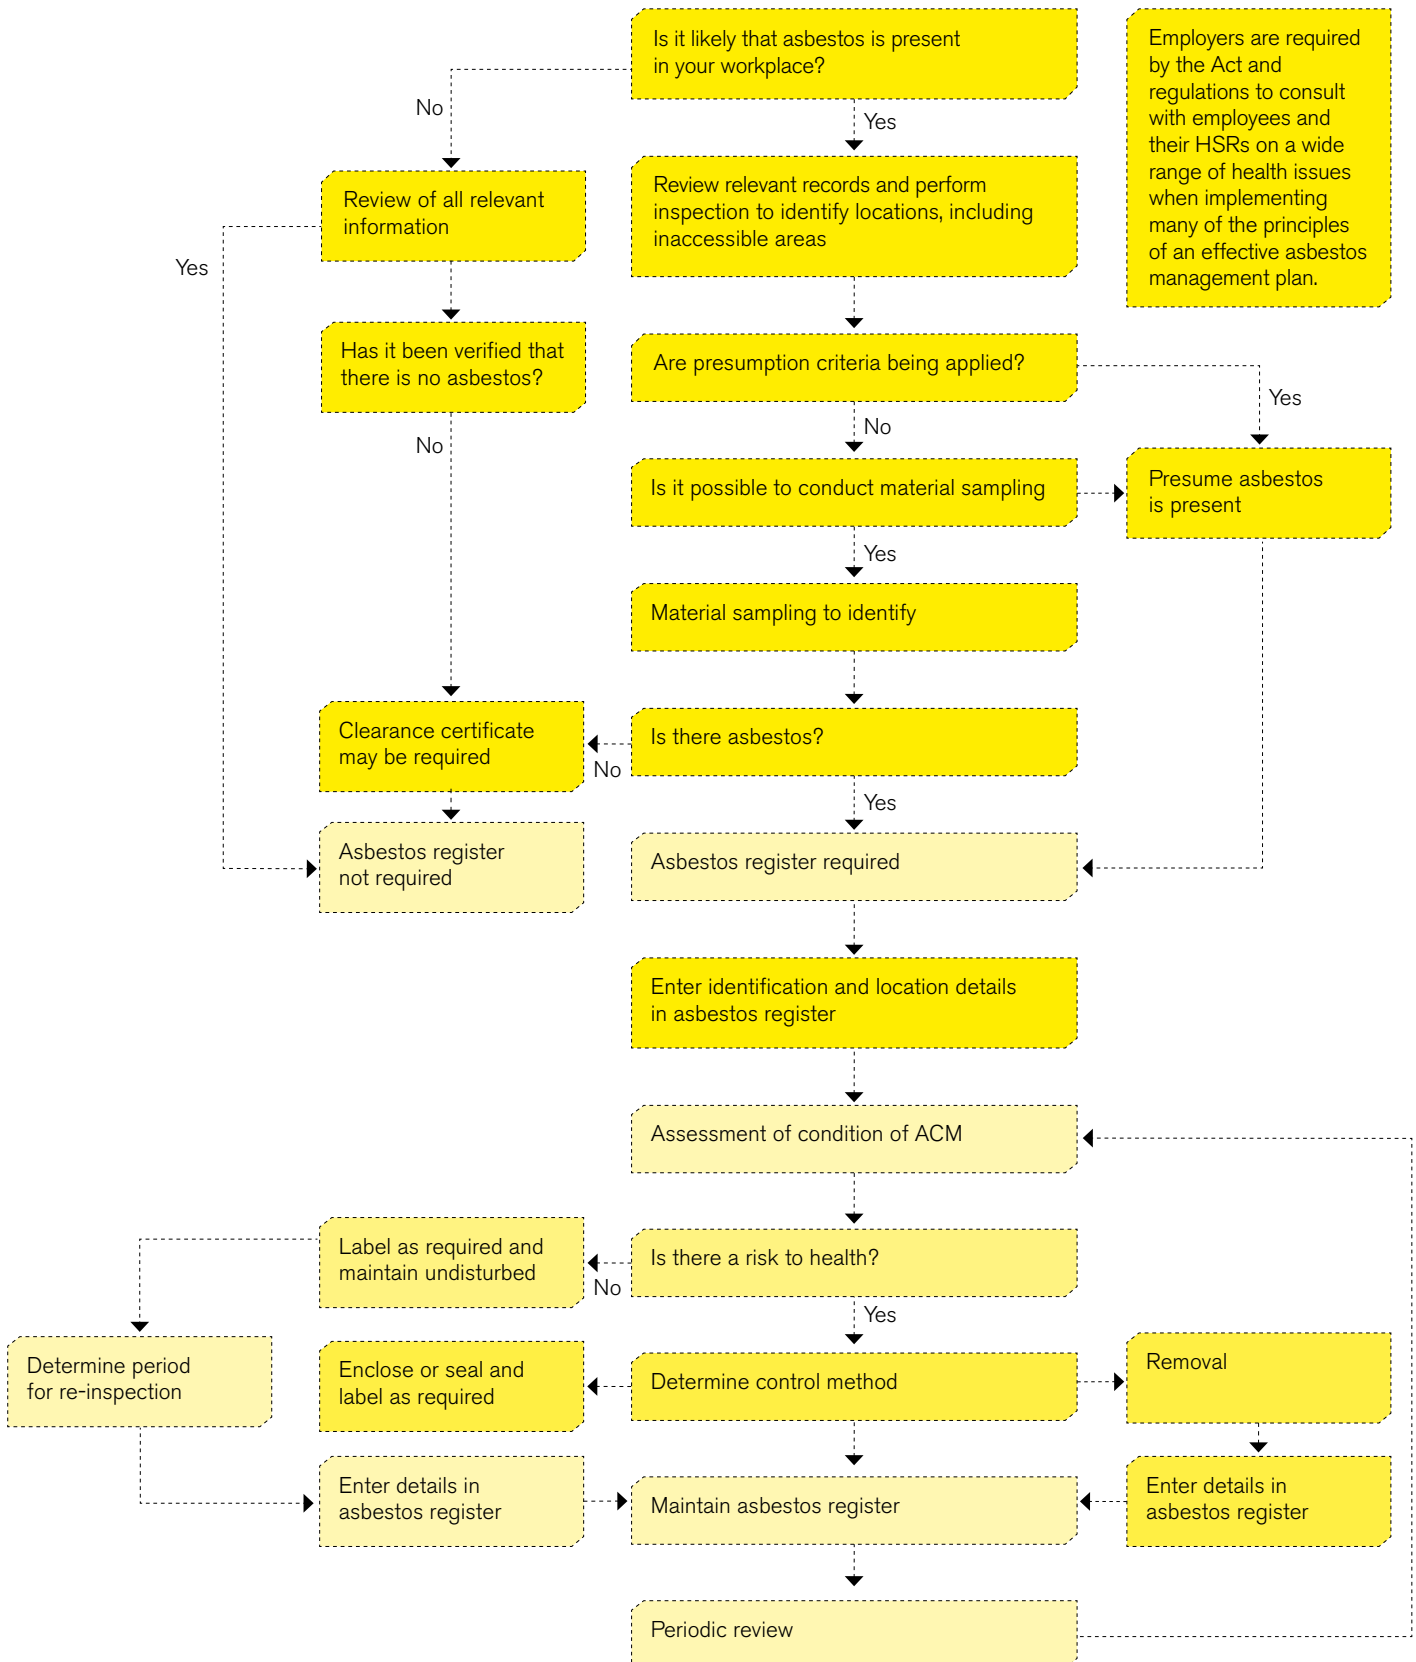 Is it likely that asbestos is present
in your workplace?
Employers are required
by the Act and
regulations to consult
with employees and
their HSRs on a wide
range of health issues
when implementing
many of the principles
of an effective asbestos
management plan.
No
Yes
Review of all relevant
information
Review relevant records and perform
inspection to identify locations, including
inaccessible areas
Yes
Has it been verified that
there is no asbestos?
Are presumption criteria being applied?
Yes
No
No
Is it possible to conduct material sampling
Presume asbestos
is present
Yes
Material sampling to identify
Clearance certificate
may be required
Is there asbestos?
No
Yes
Asbestos register
not required
Asbestos register required
Enter identification and location details
in asbestos register
Assessment of condition of ACM
Label as required and
maintain undisturbed
Is there a risk to health?
No
Yes
Determine period
for re-inspection
Enclose or seal and
label as required
Determine control method
Removal
Enter details in
asbestos register
Maintain asbestos register
Enter details in
asbestos register
Periodic review